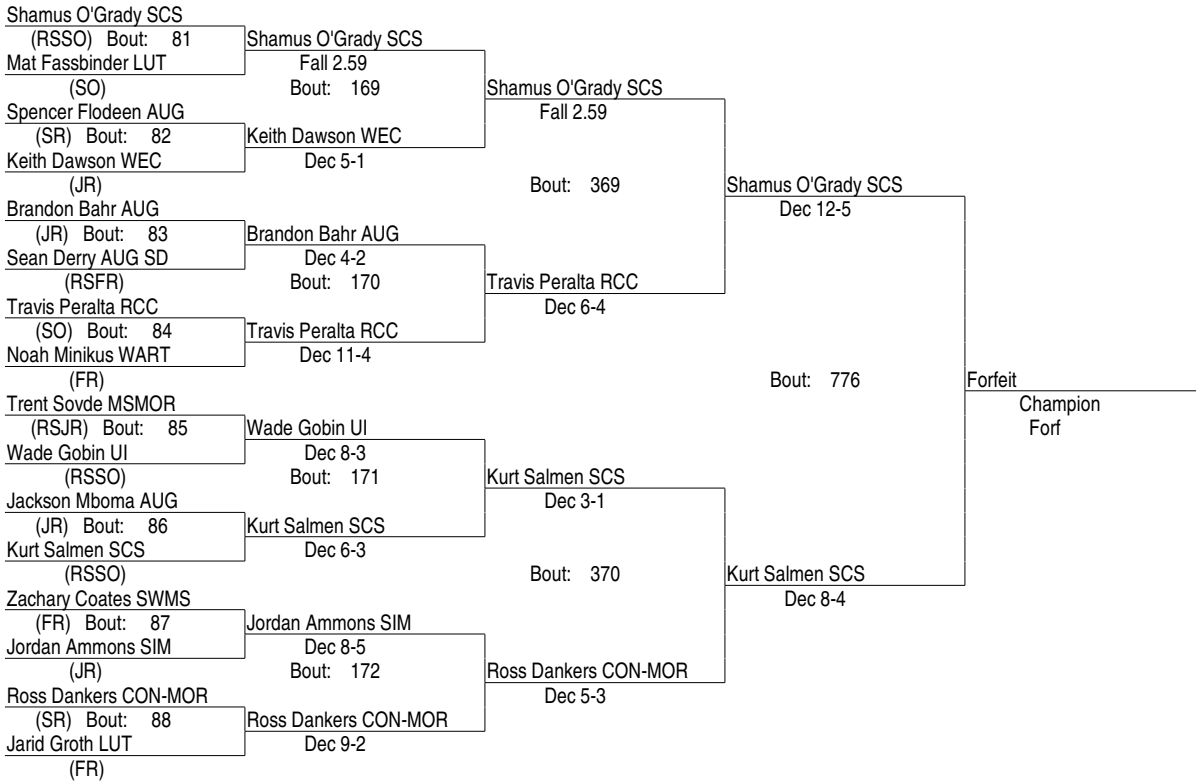 Shamus O'Grady SCS
(RSSO) Bout: 81
Mat Fassbinder LUT
(SO)
Spencer Flodeen AUG
(SR) Bout: 82
Keith Dawson WEC
(JR)
Brandon Bahr AUG
(JR) Bout: 83
Sean Derry AUG SD
(RSFR)
Travis Peralta RCC
(SO) Bout: 84
Noah Minikus WART
(FR)
Trent Sovde MSMOR
(RSJR) Bout: 85
Wade Gobin UI
(RSSO)
Jackson Mboma AUG
(JR) Bout: 86
Kurt Salmen SCS
(RSSO)
Zachary Coates SWMS
(FR) Bout: 87
Jordan Ammons SIM
(JR)
Ross Dankers CON-MOR
(SR) Bout: 88
Jarid Groth LUT
(FR)
Shamus O'Grady SCS
Fall 2.59
Bout: 169
Keith Dawson WEC
Dec 5-1
Brandon Bahr AUG
Dec 4-2
Bout: 170
Travis Peralta RCC
Dec 11-4
Wade Gobin UI
Dec 8-3
Bout: 171
Kurt Salmen SCS
Dec 6-3
Jordan Ammons SIM
Dec 8-5
Bout: 172
Ross Dankers CON-MOR
Dec 9-2
Shamus O'Grady SCS
Fall 2.59
Bout: 369
Travis Peralta RCC
Dec 6-4
Kurt Salmen SCS
Dec 3-1
Bout: 370
Ross Dankers CON-MOR
Dec 5-3
Shamus O'Grady SCS
Dec 12-5
Bout: 776
Kurt Salmen SCS
Dec 8-4
Forfeit
Champion
Forf